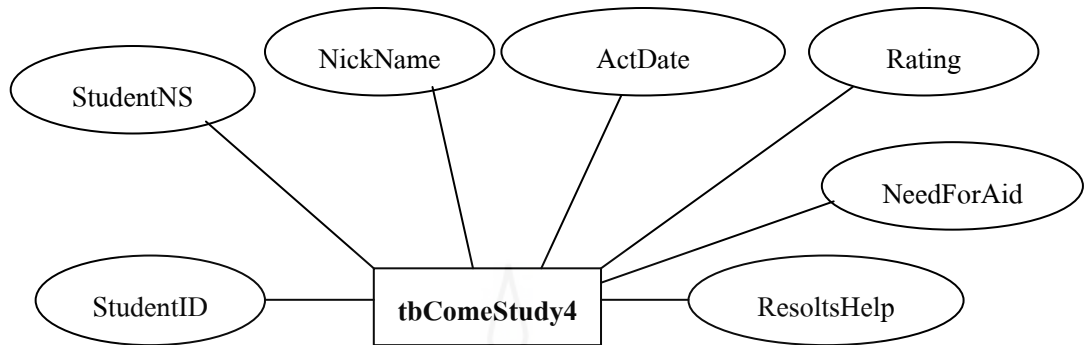 NickName
ActDate
Rating
StudentNS
NeedForAid
StudentID
tbComeStudy4
ResoltsHelp